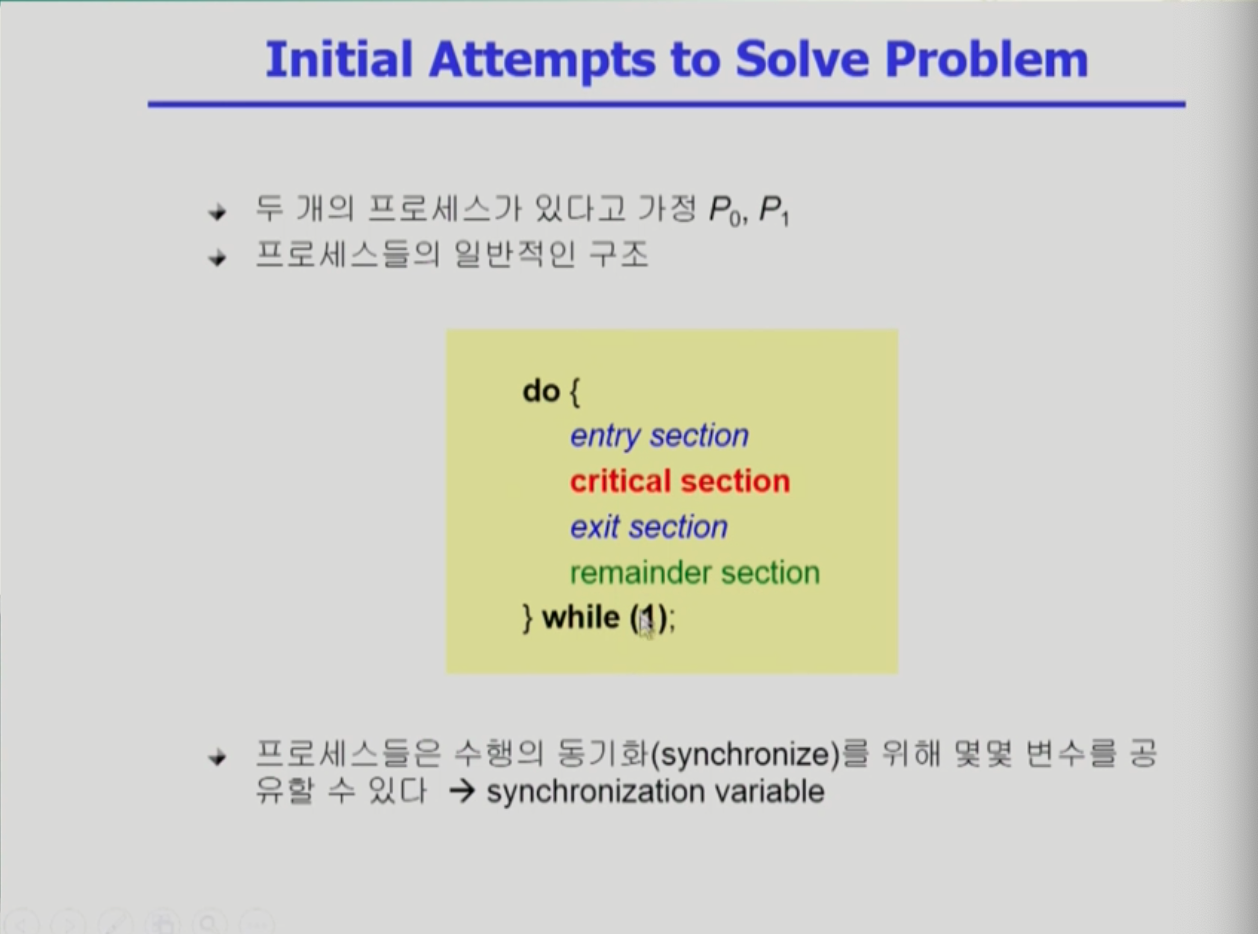 Initial Attempts to Solve Problem
두 개의 프로세스가 있다고 가정 P0, P1
프로세스들의 일반적인 구조
do {
entry section
critical section
exit section
remainder section
} while (1);
프로세스들은 수행의 동기화(synchronize)를 위해 몇몇 변수를 공
유할 수 있다 → synchronization variable